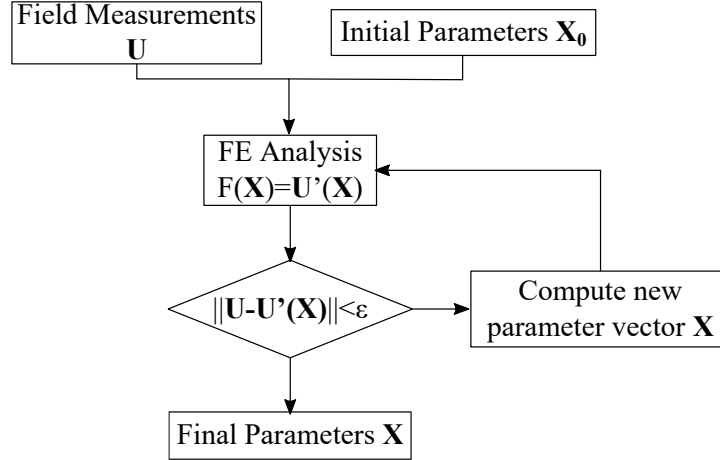 Field Measurements
U
Initial Parameters X₀
FE Analysis
F(X)=U’(X)
||U-U’(X)||<ε
Compute new
parameter vector X
Final Parameters X